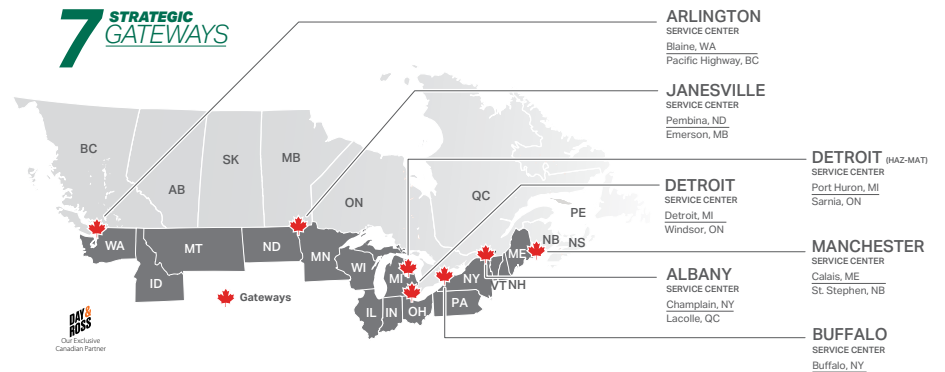 7 STRATEGIC
GATEWAYS
ARLINGTON
SERVICE CENTER
Blaine, WA
Pacific Highway, BC
JANESVILLE
SERVICE CENTER
Pembina, ND
Emerson, MB
DETROIT (HAZ-MAT)
SERVICE CENTER
Port Huron, MI
Sarnia, ON
DETROIT
SERVICE CENTER
Detroit, MI
Windsor, ON
MANCHESTER
SERVICE CENTER
Calais, ME
St. Stephen, NB
ALBANY
SERVICE CENTER
Champlain, NY
Lacolle, QC
BUFFALO
SERVICE CENTER
Buffalo, NY
BC
AB
SK
MB
ON
QC
PE
NB
NS
WA
MT
ND
MN
ID
WI
MI
IL
IN
OH
PA
NY
VT
NH
ME
Gateways
DAY &
ROSS
Our Exclusive
Canadian Partner